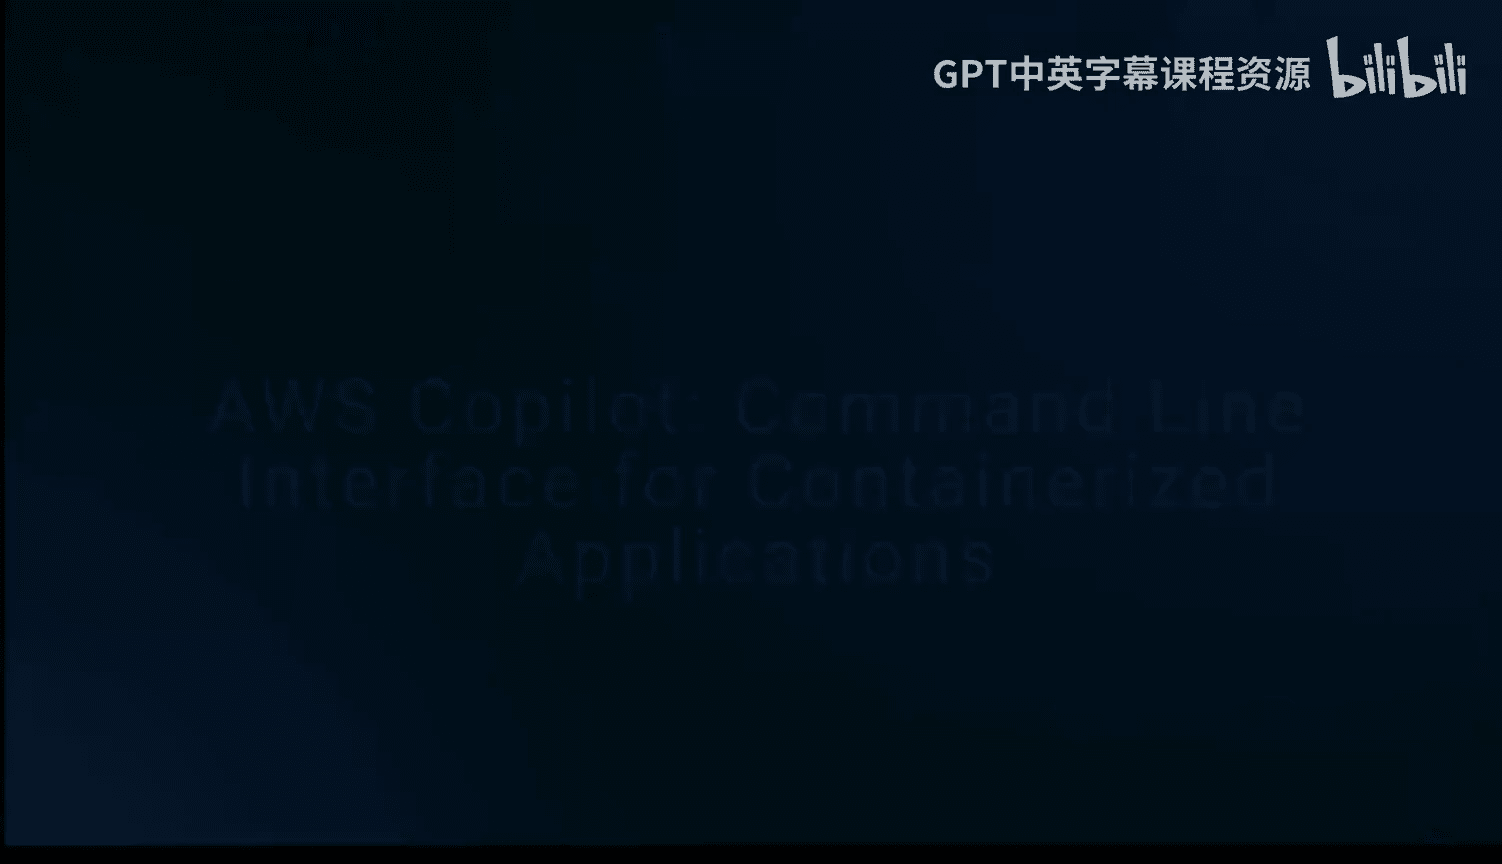 GPT中英字幕课程资源 bilibili
AWS Copilot: Command Line
Interface for Containerized
Applications